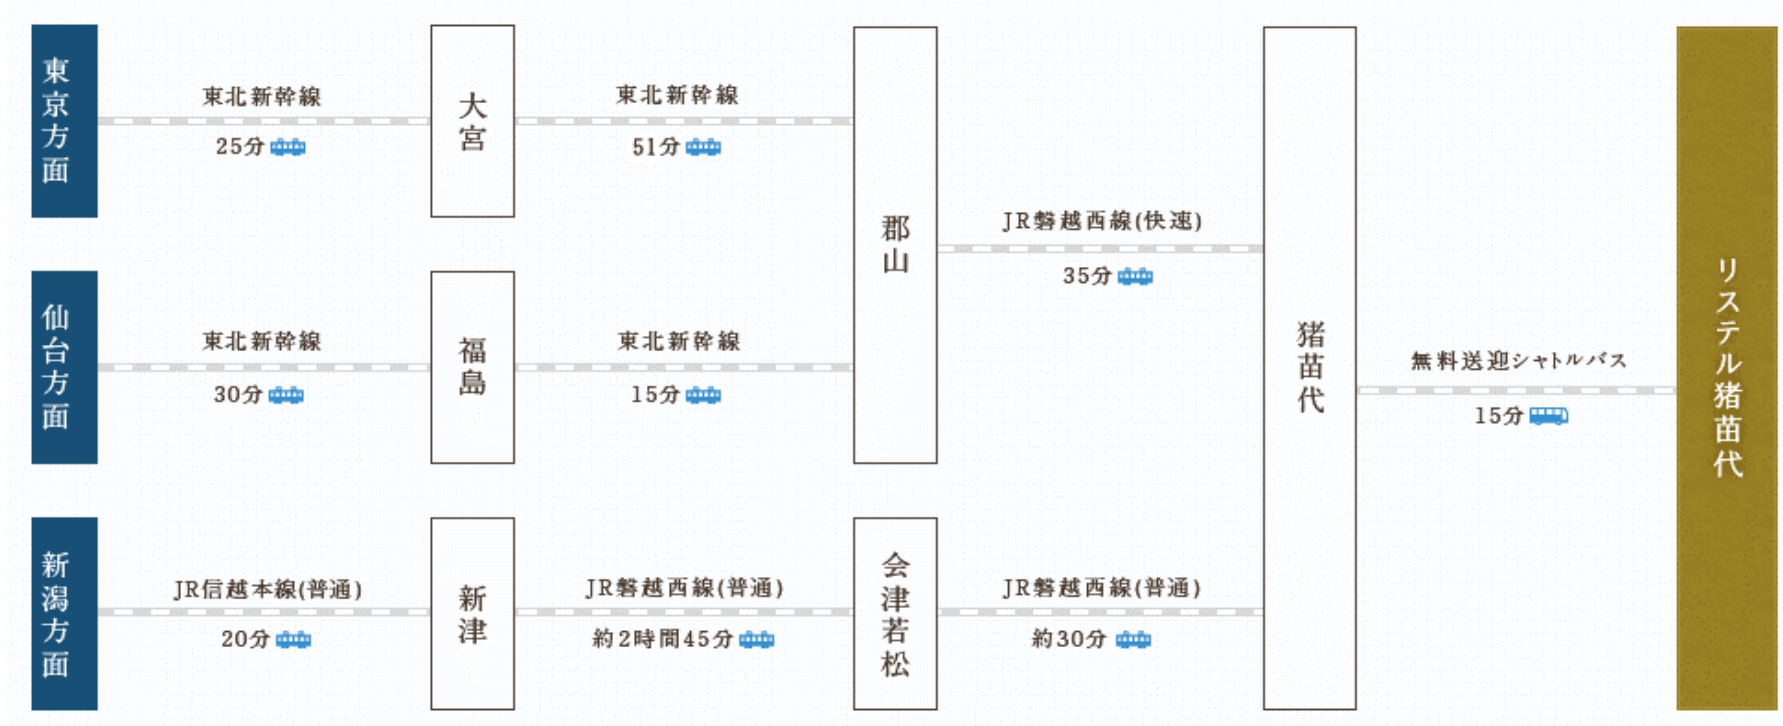 東京方面
東北新幹線
25分
大宮
東北新幹線
51分
仙台方面
東北新幹線
30分
福島
東北新幹線
15分
郡山
JR磐越西線(快速)
35分
新潟方面
JR信越本線(普通)
20分
新津
JR磐越西線(普通)
約2時間45分
会津若松
JR磐越西線(普通)
約30分
猪苗代
無料送迎シャトルバス
15分
リステル猪苗代